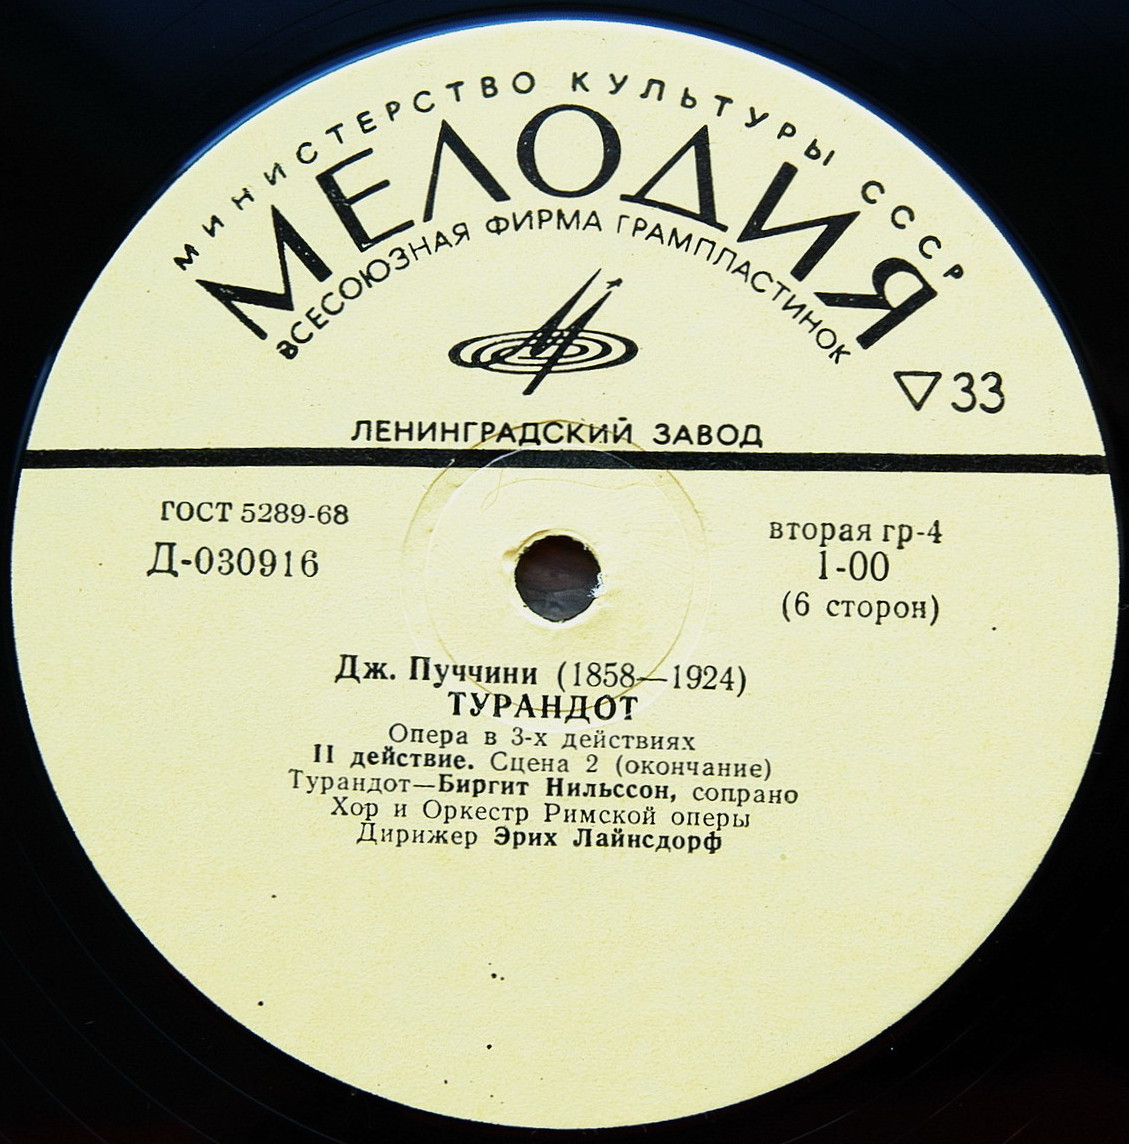 МИНИСТЕРСТВО КУЛЬТУРЫ СССР
МЕЛОДИЯ
ВСЕСОЮЗНАЯ ФИРМА ГРАМПЛАСТИНОК
▽33
ЛЕНИНГРАДСКИЙ ЗАВОД
ГОСТ 5289-68
Д-030916
вторая гр-4
1-00
(6 сторон)
Дж. Пуччини (1858—1924)
ТУРАНДОТ
Опера в 3-х действиях
II действие. Сцена 2 (окончание)
Турандот—Биргит Нильссон, сопрано
Хор и Оркестр Римской оперы
Дирижер Эрих Лайнсдорф